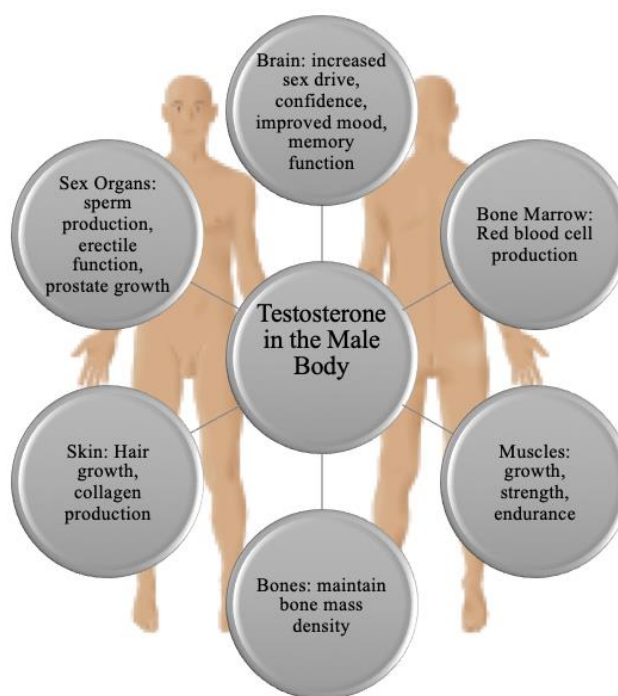 Brain: increased
sex drive,
confidence,
improved mood,
memory
function
Sex Organs:
sperm
production,
erectile
function,
prostate growth
Bone Marrow:
Red blood cell
production
Testosterone
in the Male
Body
Skin: Hair
growth,
collagen
production
Muscles:
growth,
strength,
endurance
Bones: maintain
bone mass
density